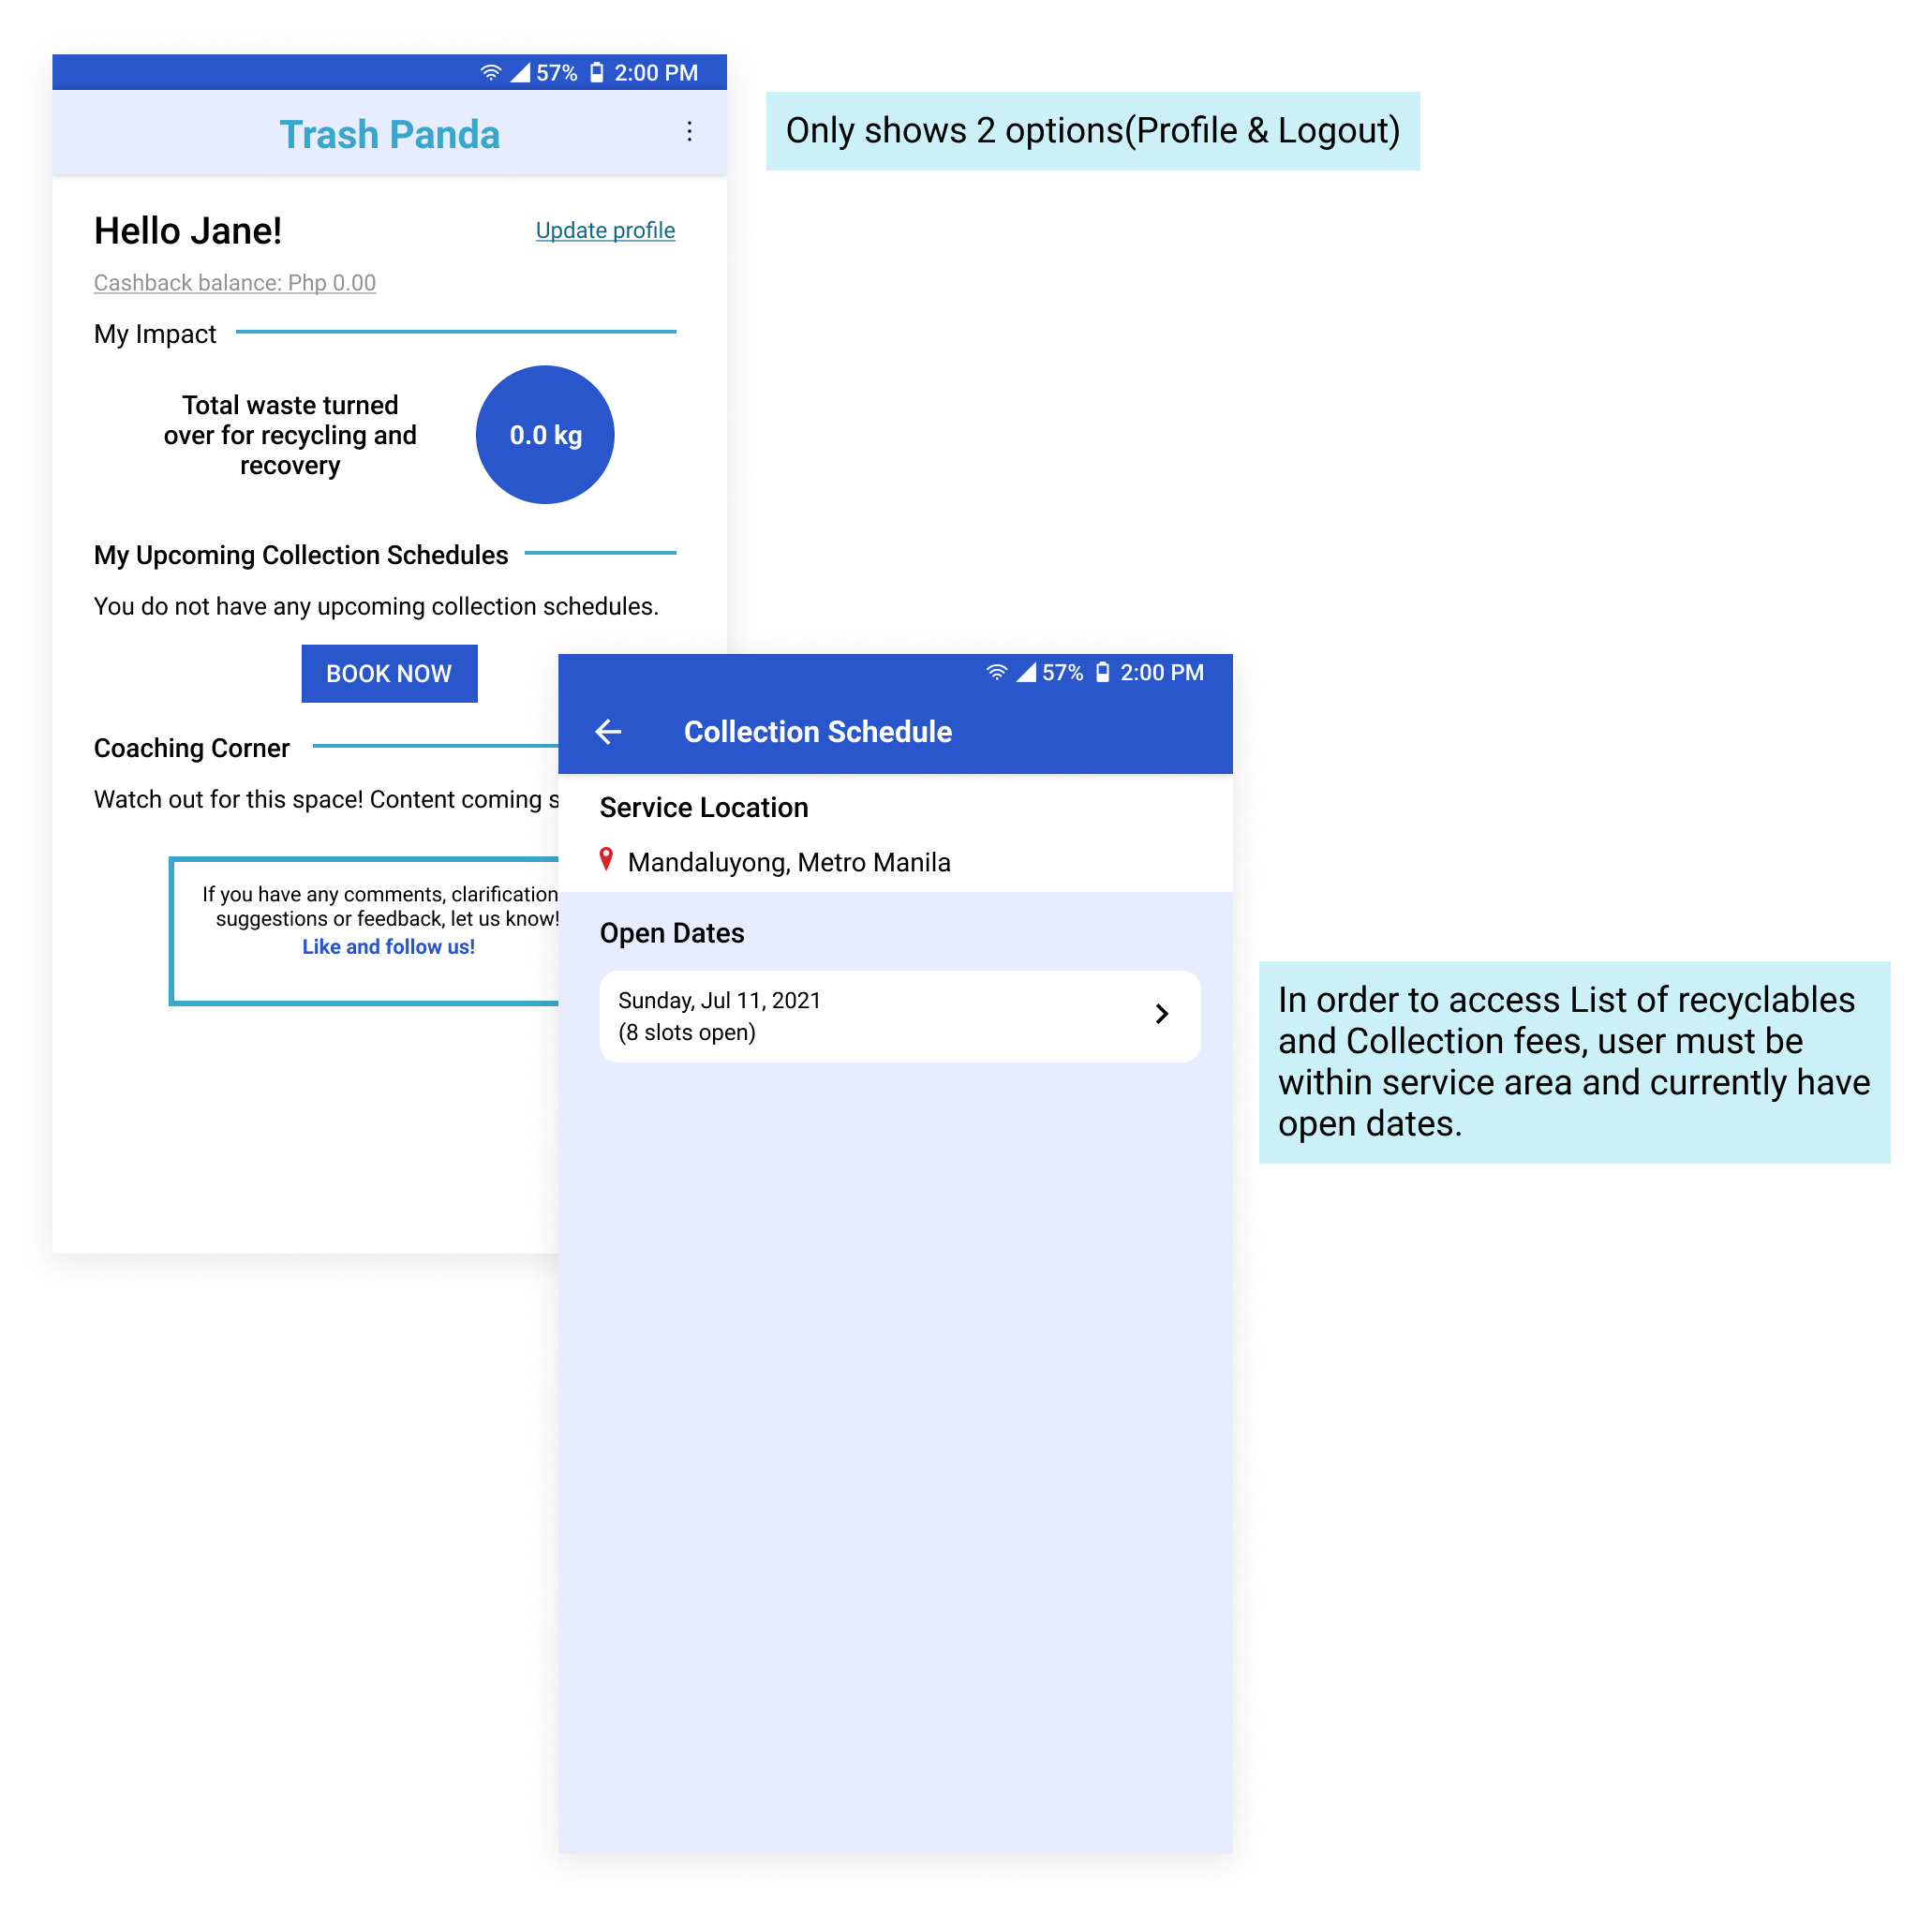 57% 2:00 PM
Trash Panda
Only shows 2 options(Profile & Logout)
Hello Jane!
Update profile
Cashback balance: Php 0.00
My Impact
Total waste turned
over for recycling and
recovery
0.0 kg
My Upcoming Collection Schedules
You do not have any upcoming collection schedules.
BOOK NOW
Coaching Corner
Watch out for this space! Content coming s
If you have any comments, clarification
suggestions or feedback, let us know!
Like and follow us!
57% 2:00 PM
Collection Schedule
Service Location
Mandaluyong, Metro Manila
Open Dates
Sunday, Jul 11, 2021
(8 slots open)
In order to access List of recyclables
and Collection fees, user must be
within service area and currently have
open dates.